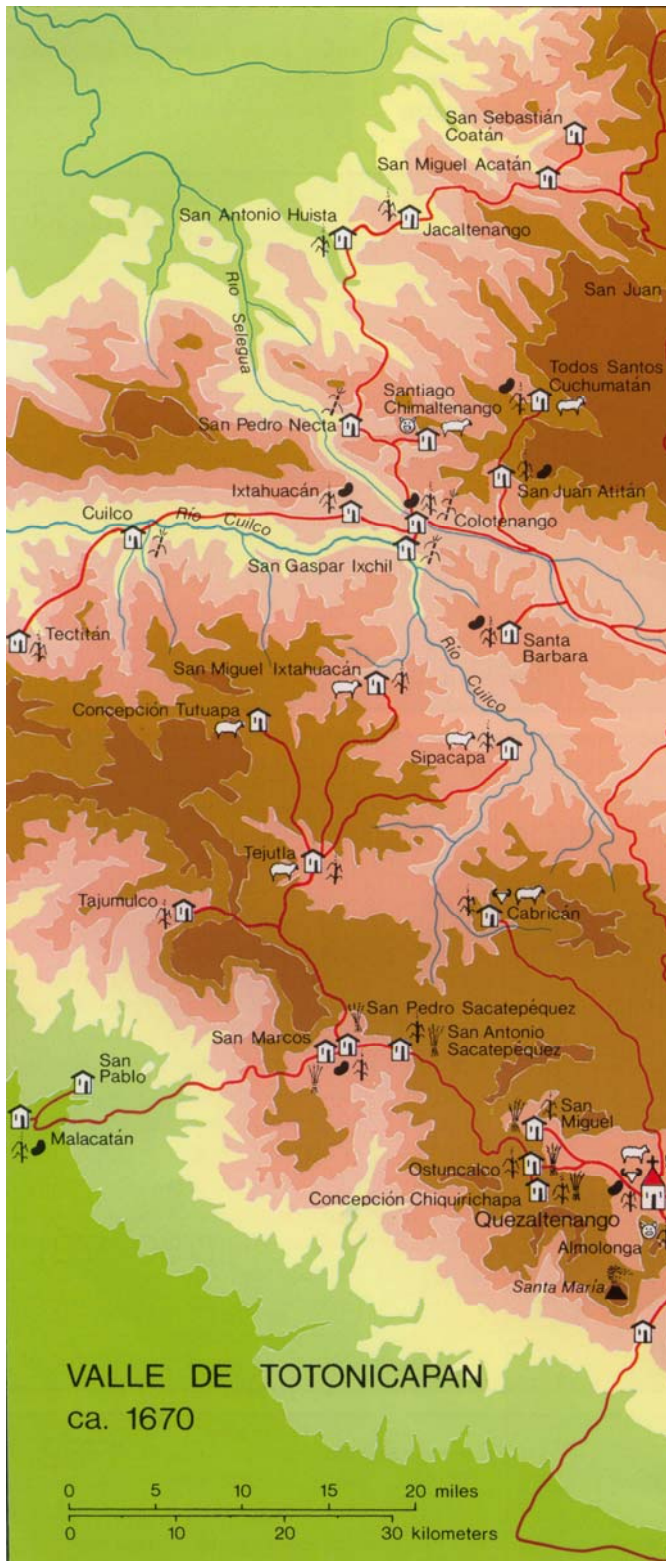 San Sebastián
Coatán
San Miguel Acatán
San Antonio Huista
Jacaltenango
Río Selegua
San Juan
Todos Santos
Cuchumatán
Santiago
Chimaltenango
San Pedro Necta
San Juan Atitán
Ixtahuacán
Cuilco
Río Cuilco
Colotenango
San Gaspar Ixchil
Tectitán
Santa
Barbara
San Miguel Ixtahuacán
Río Cuilco
Concepción Tutuapa
Sipacapa
Tejutla
Tajumulco
Cabricán
San Pedro Sacatepéquez
San Marcos
San Antonio
Sacatepéquez
San
Pablo
Malacatán
San
Miguel
Ostuncalco
Concepción Chiquirichapa
Quezaltenango
Almolonga
Santa María
VALLE DE TOTONICAPAN
ca. 1670
0 5 10 15 20 miles
0 10 20 30 kilometers